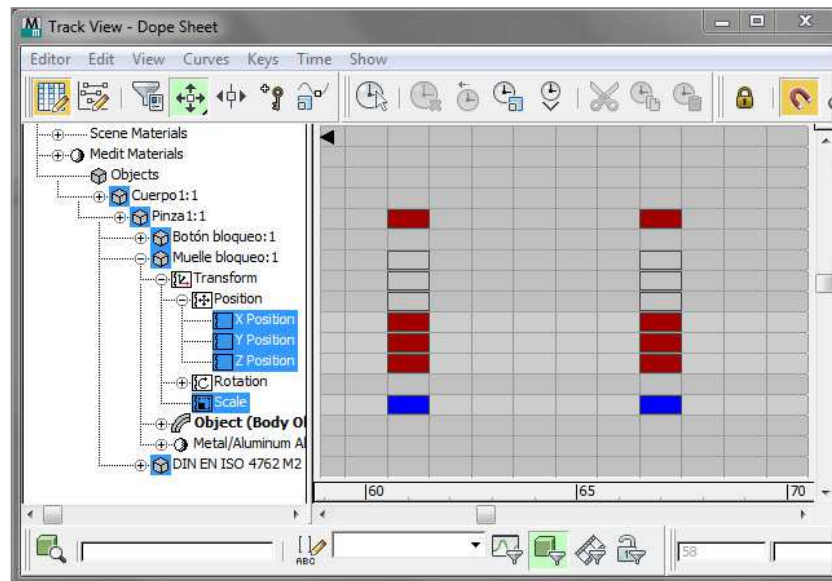 Track View - Dope Sheet
Editor Edit View Curves Keys Time Show
Scene Materials
Medit Materials
Objects
Cuerpo1:1
Pinza1:1
Botón bloqueo:1
Muelle bloqueo:1
Transform
Position
X Position
Y Position
Z Position
Rotation
Scale
Object (Body Ol
Metal/Aluminum Al
DIN EN ISO 4762 M2
60 65 70
ABC
58